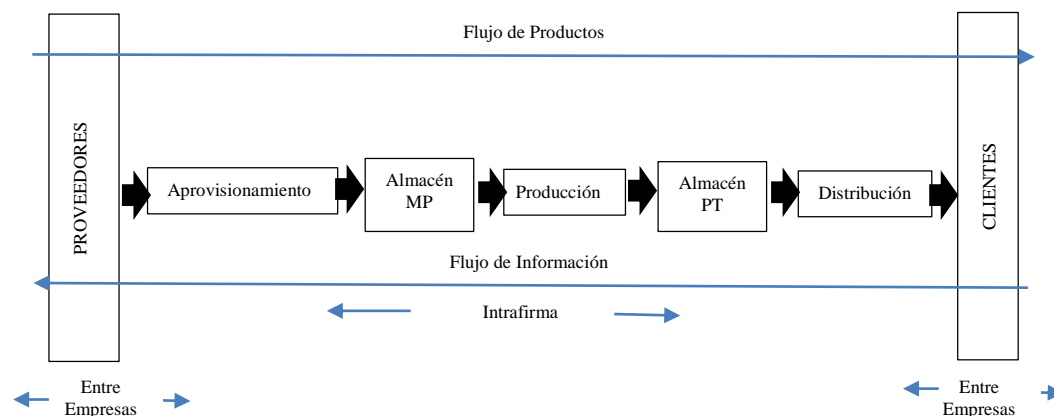 Flujo de Productos
PROVEEDORES
Aprovisionamiento
Almacén
MP
Producción
Almacén
PT
Distribución
CLIENTES
Flujo de Información
Intrafirma
Entre
Empresas
Entre
Empresas